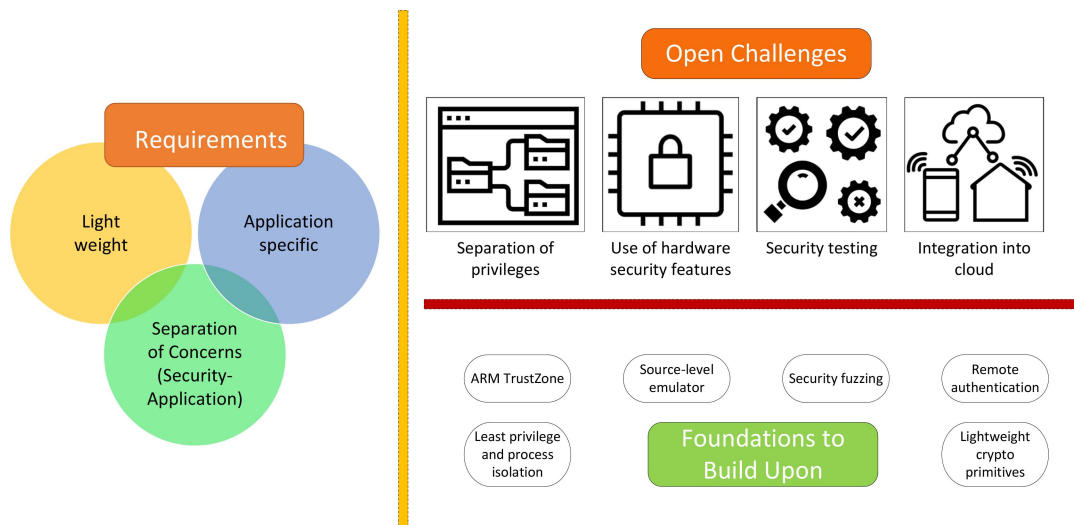 Requirements
Light
weight
Application
specific
Separation
of Concerns
(Security-
Application)
Open Challenges
Separation of
privileges
Use of hardware
security features
Security testing
Integration into
cloud
ARM TrustZone
Source-level
emulator
Security fuzzing
Remote
authentication
Least privilege
and process
isolation
Foundations to
Build Upon
Lightweight
crypto
primitives